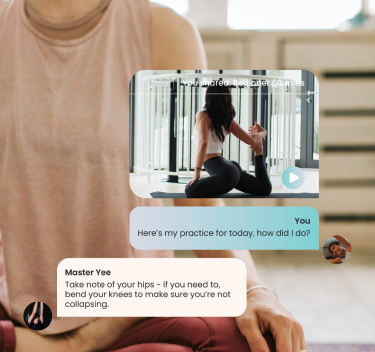 You shared: Beginner 60 mins
You
Here's my practice for today, how did I do?
Master Yee
Take note of your hips - if you need to,
bend your knees to make sure you're not
collapsing.